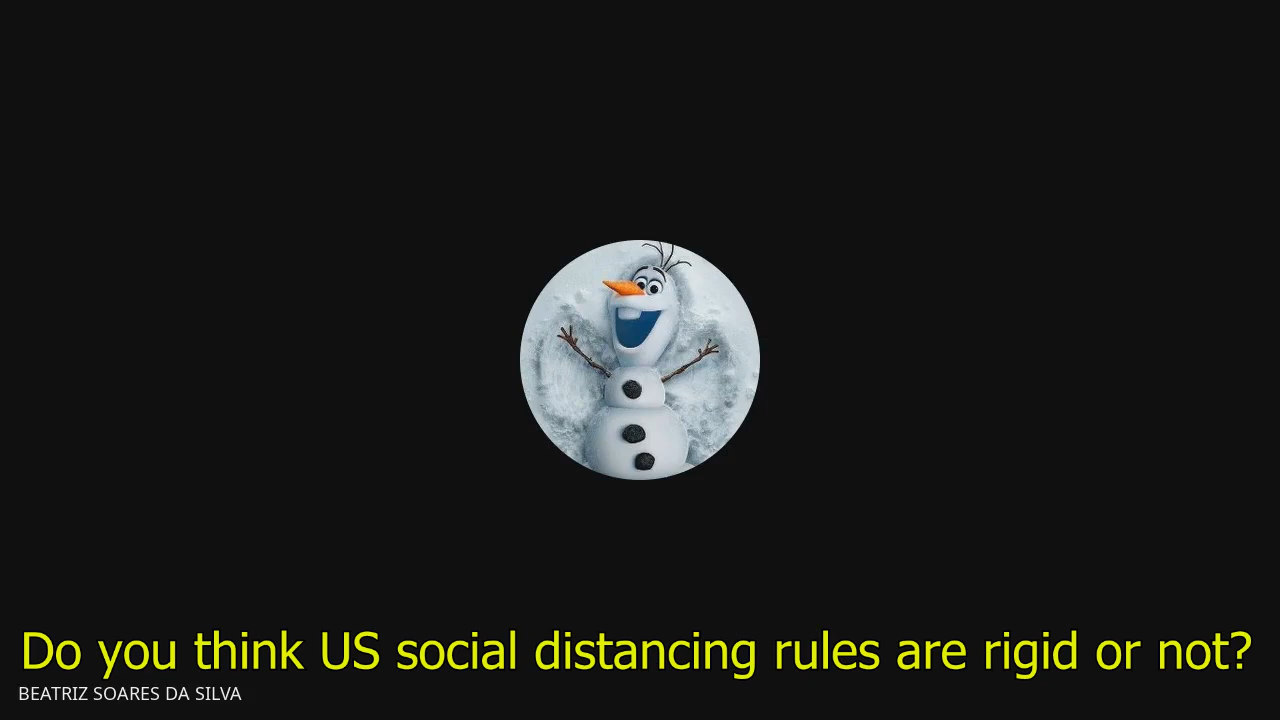 Do you think US social distancing rules are rigid or not?
BEATRIZ SOARES DA SILVA